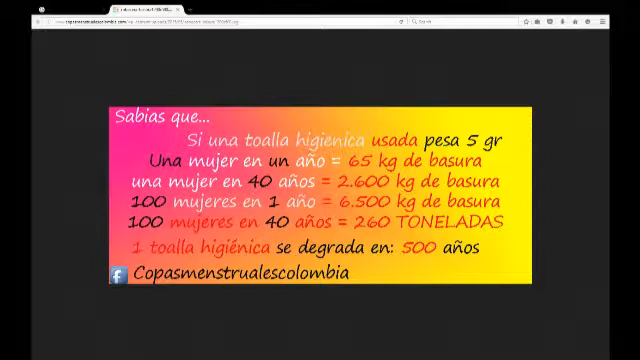 Search
Sabias que...
Si una toalla higienica usada pesa 5 gr
Una mujer en un año = 65 kg de basura
una mujer en 40 años = 2.600 kg de basura
100 mujeres en 1 año = 6.500 kg de basura
100 mujeres en 40 años = 260 TONELADAS
1 toalla higiénica se degrada en: 500 años
f Copasmenstrualescolombia